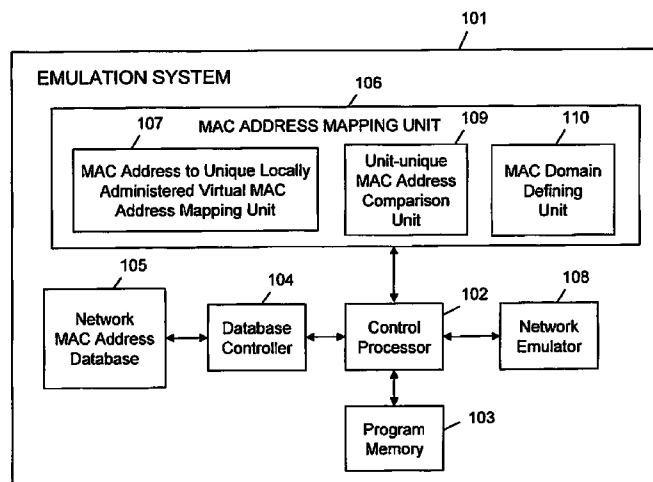 101
EMULATION SYSTEM
106
107
MAC ADDRESS MAPPING UNIT
109
110
MAC Address to Unique Locally
Administered Virtual MAC
Address Mapping Unit
Unit-unique
MAC Address
Comparison
Unit
MAC Domain
Defining
Unit
105
104
102
108
Network
MAC Address
Database
Database
Controller
Control
Processor
Network
Emulator
Program
Memory
103